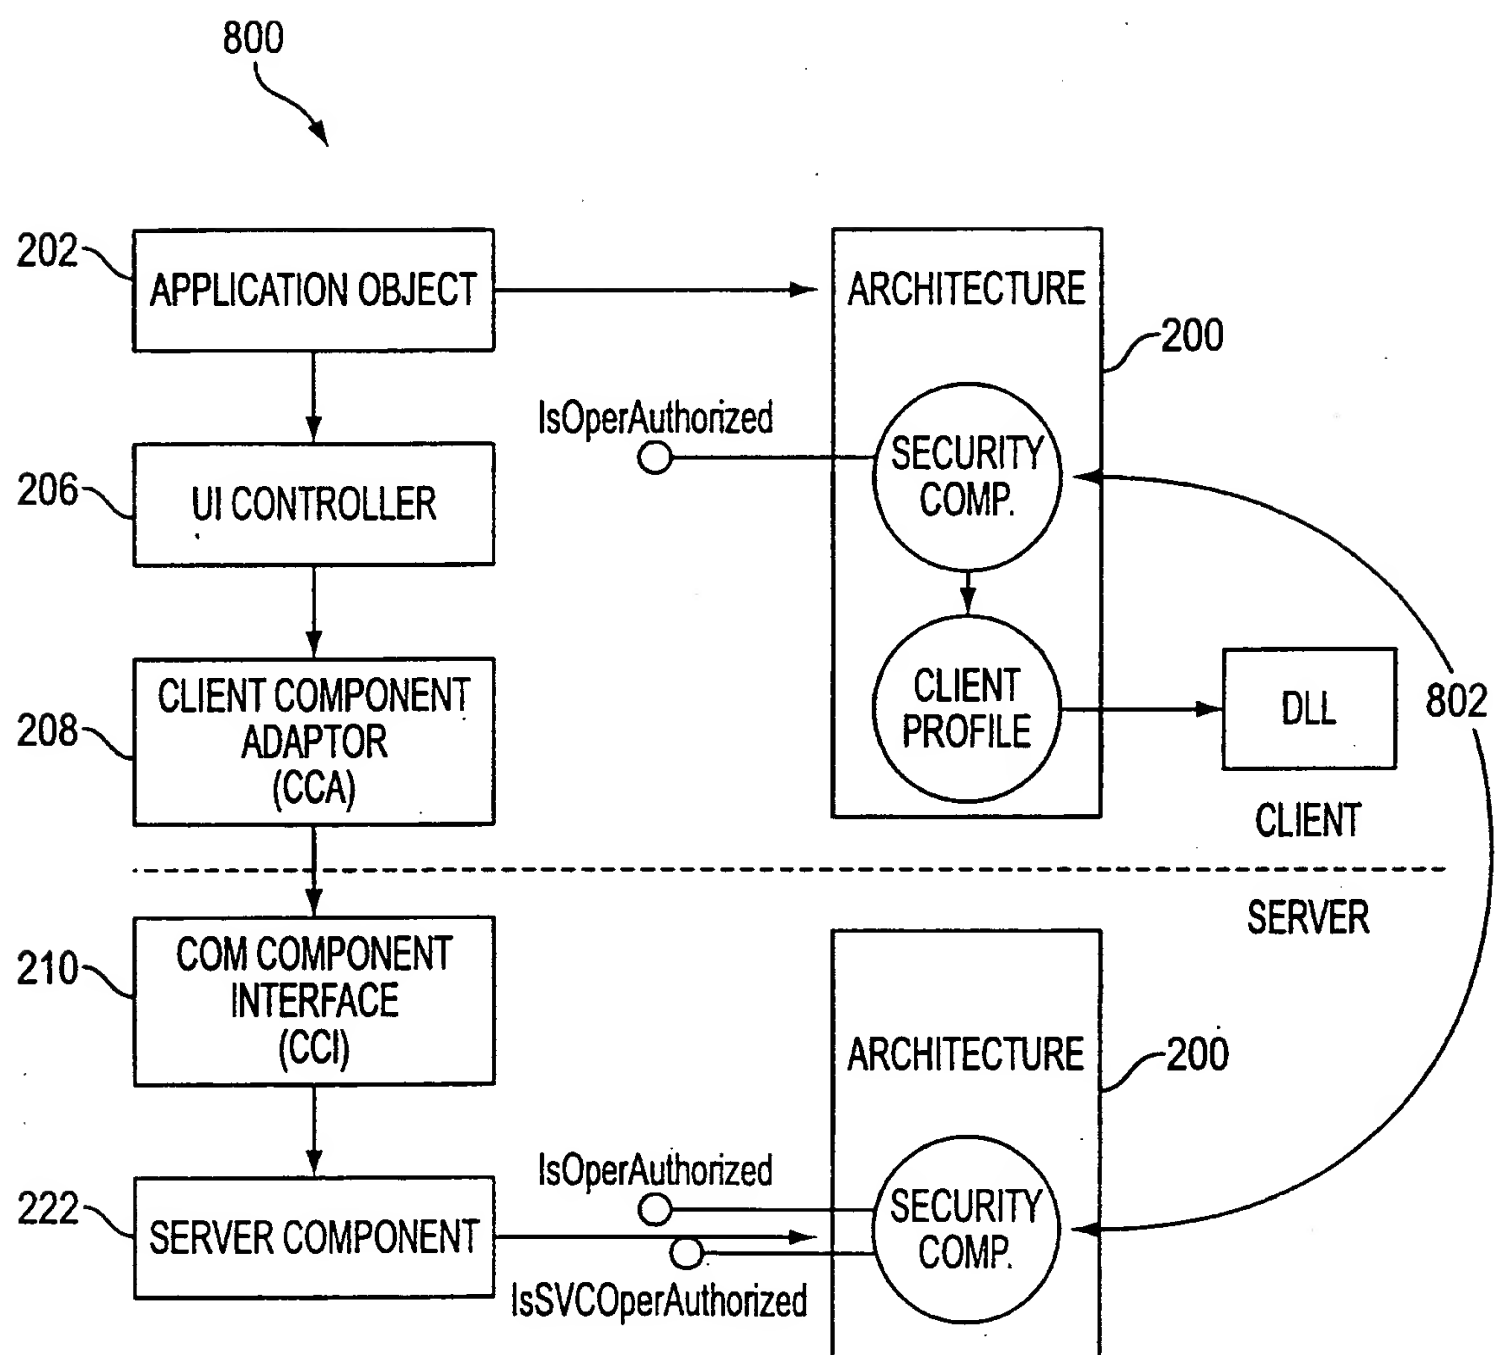 800
202
APPLICATION OBJECT
ARCHITECTURE
200
IsOperAuthorized
SECURITY
COMP.
206
UI CONTROLLER
CLIENT
PROFILE
DLL
802
208
CLIENT COMPONENT
ADAPTOR
(CCA)
CLIENT
SERVER
210
COM COMPONENT
INTERFACE
(CCI)
ARCHITECTURE
200
IsOperAuthorized
SECURITY
COMP.
222
SERVER COMPONENT
IsSVCOperAuthorized